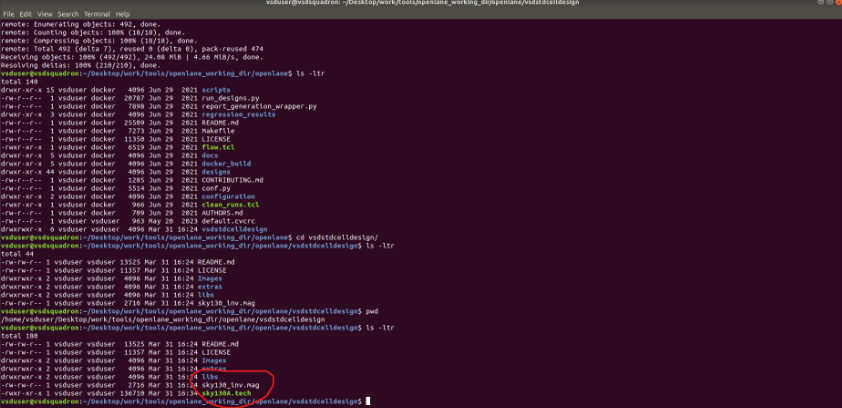 vsduser@vsdsquadron: ~/Desktop/work/tools/openlane_working_dir/openlane/vsdstdcelldesign
File Edit View Search Terminal Help
remote: Enumerating objects: 492, done.
remote: Counting objects: 100% (18/18), done.
remote: Compressing objects: 100% (18/18), done.
remote: Total 492 (delta 7), reused 0 (delta 0), pack-reused 474
Receiving objects: 100% (492/492), 24.08 MiB | 4.66 MiB/s, done.
Resolving deltas: 100% (210/210), done.
vsduser@vsdsquadron:~/Desktop/work/tools/openlane_working_dir/openlane$ ls -ltr
total 140
drwxr-xr-x 15 vsduser docker 4096 Jun 29 2021 scripts
-rw-r--r-- 1 vsduser docker 20787 Jun 29 2021 run_designs.py
-rw-r--r-- 1 vsduser docker 7898 Jun 29 2021 report_generation_wrapper.py
drwxr-xr-x 3 vsduser docker 4096 Jun 29 2021 regression_results
-rw-r--r-- 1 vsduser docker 25509 Jun 29 2021 README.md
-rw-r--r-- 1 vsduser docker 7273 Jun 29 2021 Makefile
-rw-r--r-- 1 vsduser docker 11350 Jun 29 2021 LICENSE
-rwxr-xr-x 1 vsduser docker 6519 Jun 29 2021 flow.tcl
drwxr-xr-x 5 vsduser docker 4096 Jun 29 2021 docs
drwxr-xr-x 5 vsduser docker 4096 Jun 29 2021 docker_build
drwxr-xr-x 44 vsduser docker 4096 Jun 29 2021 designs
-rw-r--r-- 1 vsduser docker 1285 Jun 29 2021 CONTRIBUTING.md
-rw-r--r-- 1 vsduser docker 5514 Jun 29 2021 conf.py
drwxr-xr-x 2 vsduser docker 4096 Jun 29 2021 configuration
-rwxr-xr-x 1 vsduser docker 966 Jun 29 2021 clean_runs.tcl
-rw-r--r-- 1 vsduser docker 709 Jun 29 2021 AUTHORS.md
-rw-r--r-- 1 vsduser vsduser 963 May 20 2023 default.cvcrc
drwxrwxr-x 6 vsduser vsduser 4096 Mar 31 16:24 vsdstdcelldesign
vsduser@vsdsquadron:~/Desktop/work/tools/openlane_working_dir/openlane$ cd vsdstdcelldesign/
vsduser@vsdsquadron:~/Desktop/work/tools/openlane_working_dir/openlane/vsdstdcelldesign$ ls -ltr
total 44
-rw-rw-r-- 1 vsduser vsduser 13525 Mar 31 16:24 README.md
-rw-rw-r-- 1 vsduser vsduser 11357 Mar 31 16:24 LICENSE
drwxrwxr-x 2 vsduser vsduser 4096 Mar 31 16:24 Images
drwxrwxr-x 2 vsduser vsduser 4096 Mar 31 16:24 extras
drwxrwxr-x 2 vsduser vsduser 4096 Mar 31 16:24 libs
-rw-rw-r-- 1 vsduser vsduser 2716 Mar 31 16:24 sky130_inv.mag
vsduser@vsdsquadron:~/Desktop/work/tools/openlane_working_dir/openlane/vsdstdcelldesign$ pwd
/home/vsduser/Desktop/work/tools/openlane_working_dir/openlane/vsdstdcelldesign
vsduser@vsdsquadron:~/Desktop/work/tools/openlane_working_dir/openlane/vsdstdcelldesign$ ls -ltr
total 180
-rw-rw-r-- 1 vsduser vsduser 13525 Mar 31 16:24 README.md
-rw-rw-r-- 1 vsduser vsduser 11357 Mar 31 16:24 LICENSE
drwxrwxr-x 2 vsduser vsduser 4096 Mar 31 16:24 Images
drwxrwxr-x 2 vsduser vsduser 4096 Mar 31 16:24 extras
drwxrwxr-x 2 vsduser vsduser 4096 Mar 31 16:24 libs
-rw-rw-r-- 1 vsduser vsduser 2716 Mar 31 16:24 sky130_inv.mag
-rwxr-xr-x 1 vsduser vsduser 136710 Mar 31 16:34 sky130A.tech
vsduser@vsdsquadron:~/Desktop/work/tools/openlane_working_dir/openlane/vsdstdcelldesign$